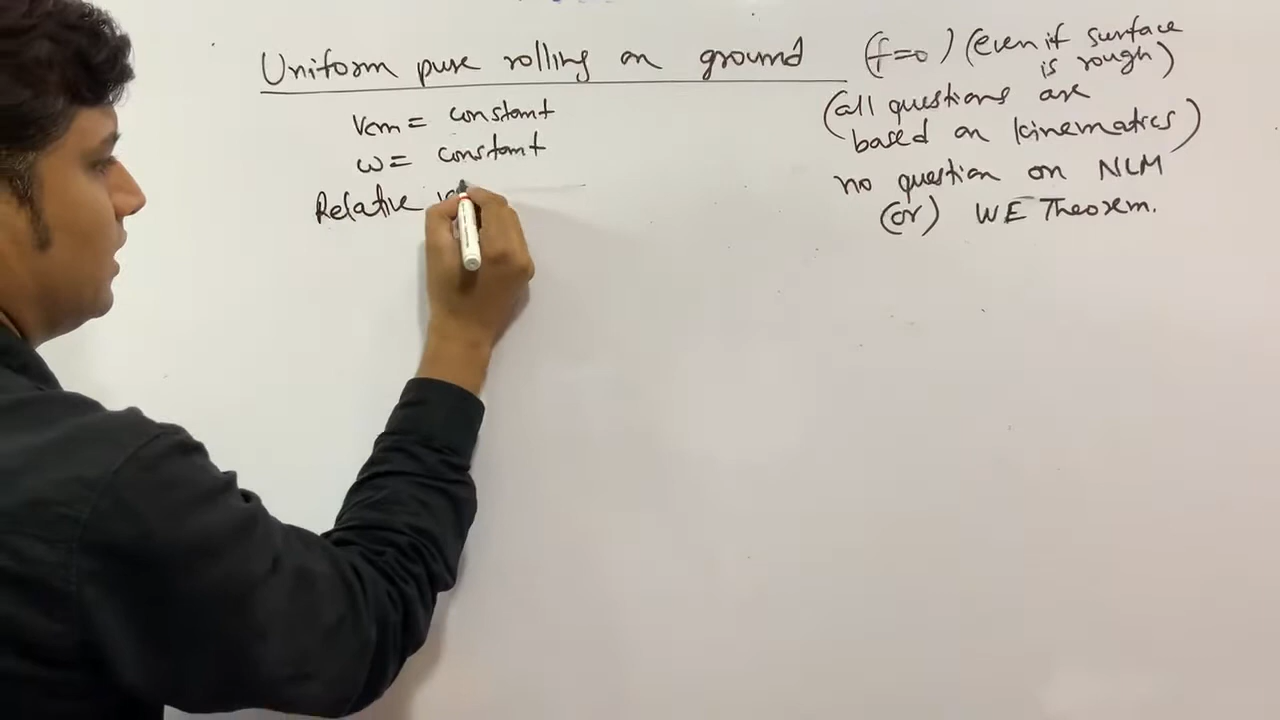 Uniform pure rolling on ground
Vcm = constant
ω = constant
Relative
(f=0) (even if surface
is rough)
(all questions are
based on kinematics)
no question on NLM
(or) WE Theorem.